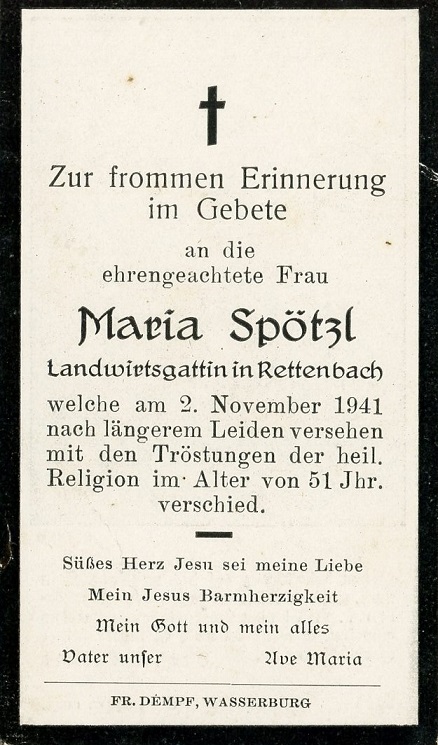 Zur frommen Erinnerung
im Gebete
an die
ehrengeachtete Frau
Maria Spötzl
Landwirtsgattin in Rettenbach
welche am 2. November 1941
nach längerem Leiden versehen
mit den Tröstungen der heil.
Religion im Alter von 51 Jhr.
verschied.
Süßes Herz Jesu sei meine Liebe
Mein Jesus Barmherzigkeit
Mein Gott und mein alles
Vater unser Ave Maria
FR. DEMPF, WASSERBURG